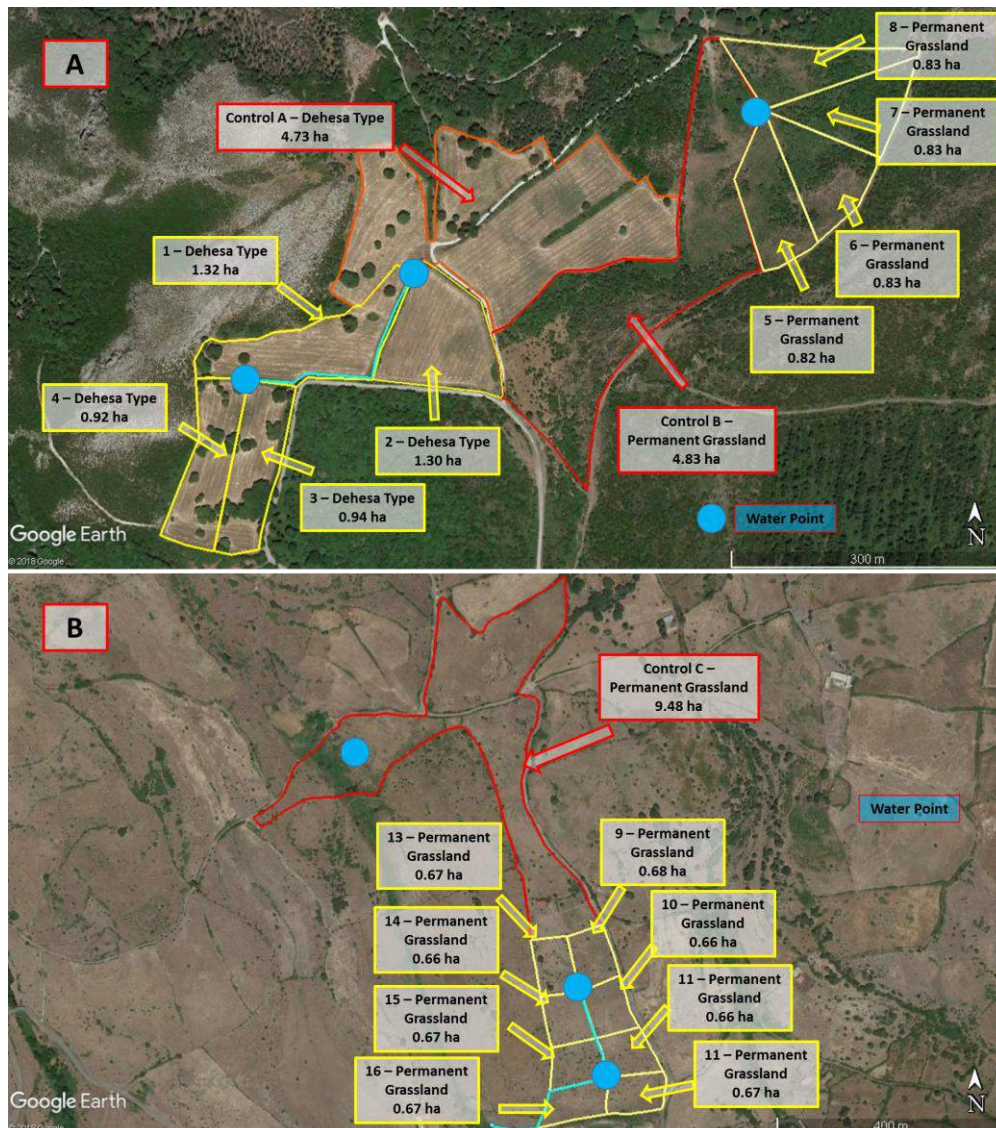 A
8 – Permanent
Grassland
0.83 ha
Control A – Dehesa Type
4.73 ha
7 – Permanent
Grassland
0.83 ha
1 – Dehesa Type
1.32 ha
6 – Permanent
Grassland
0.83 ha
5 – Permanent
Grassland
0.82 ha
4 – Dehesa Type
0.92 ha
2 – Dehesa Type
1.30 ha
Control B –
Permanent Grassland
4.83 ha
3 – Dehesa Type
0.94 ha
Water Point
N
Google Earth
© 2018 Google
300 m
B
Control C –
Permanent Grassland
9.48 ha
Water Point
13 – Permanent
Grassland
0.67 ha
9 – Permanent
Grassland
0.68 ha
14 – Permanent
Grassland
0.66 ha
10 – Permanent
Grassland
0.66 ha
15 – Permanent
Grassland
0.67 ha
11 – Permanent
Grassland
0.66 ha
16 – Permanent
Grassland
0.67 ha
11 – Permanent
Grassland
0.67 ha
N
Google Earth
© 2018 Google
400 m